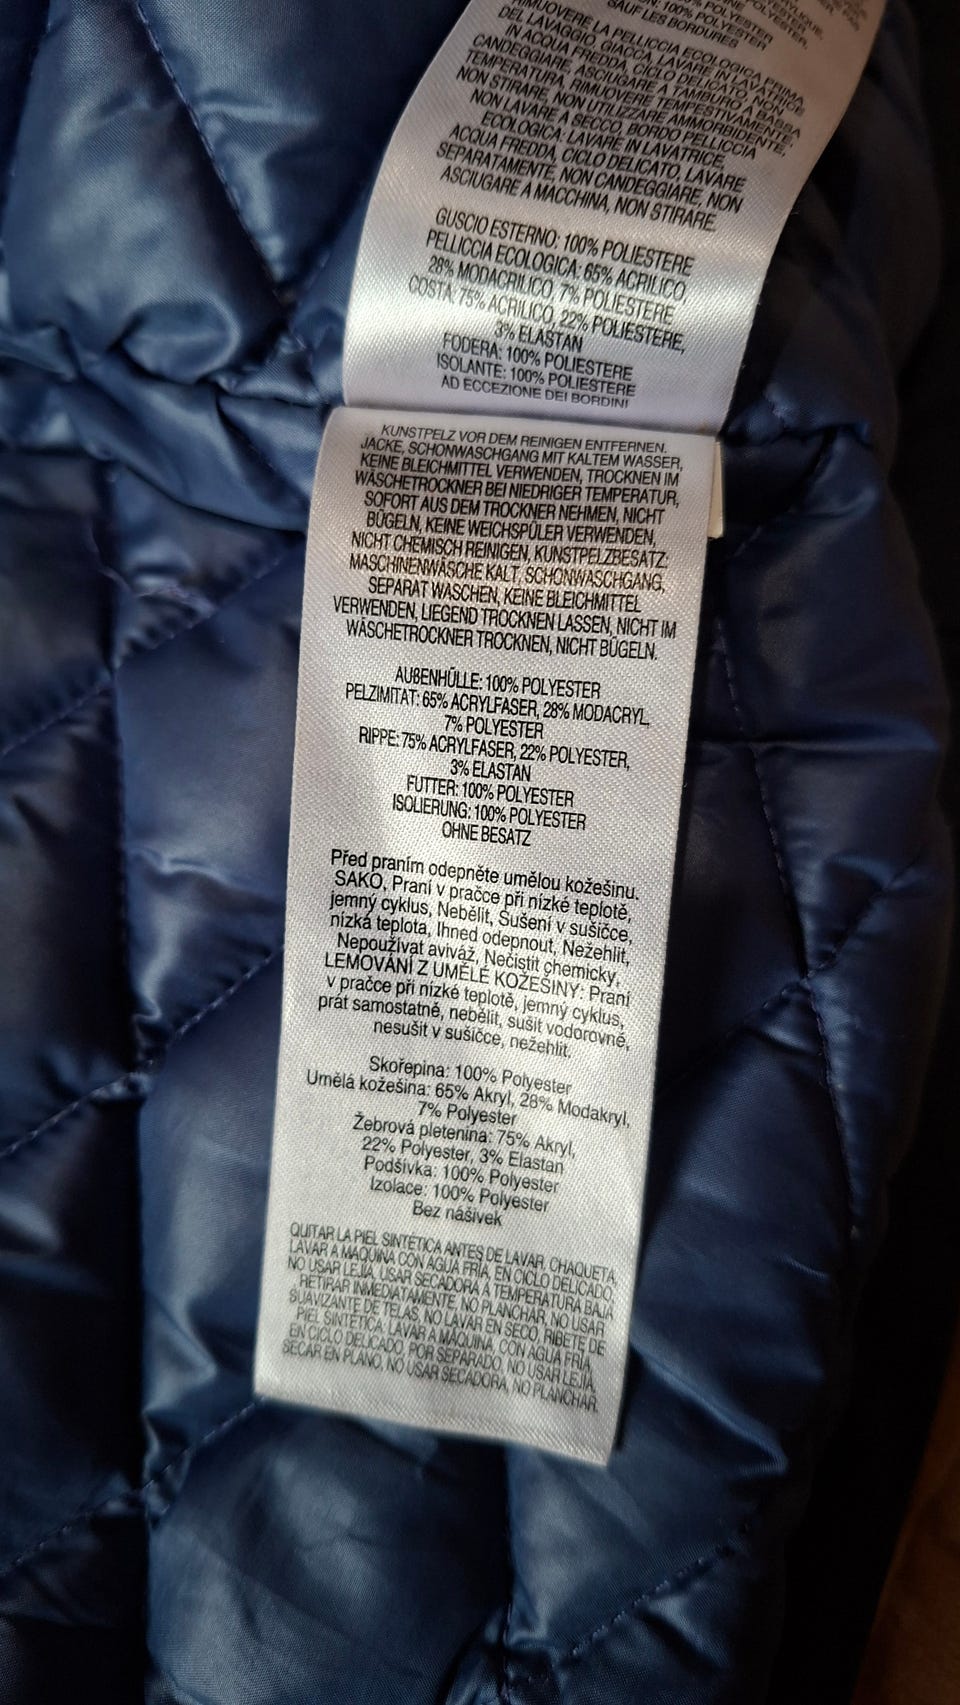 100% POLYESTER
SAUF LES BORDURES
RIMUOVERE LA PELLICCIA ECOLOGICA PRIMA
DEL LAVAGGIO, GIACCA, LAVARE IN LAVATRICE
IN ACQUA FREDDA, CICLO DELICATO, NON
CANDEGGIARE, ASCIUGARE A TAMBURO A BASSA
TEMPERATURA, RIMUOVERE TEMPESTIVAMENTE,
NON STIRARE, NON UTILIZZARE AMMORBIDENTE,
NON LAVARE A SECCO, BORDO PELLICCIA
ECOLOGICA: LAVARE IN LAVATRICE,
ACQUA FREDDA, CICLO DELICATO, LAVARE
SEPARATAMENTE, NON CANDEGGIARE, NON
ASCIUGARE A MACCHINA, NON STIRARE.
GUSCIO ESTERNO: 100% POLIESTERE
PELLICCIA ECOLOGICA: 65% ACRILICO,
28% MODACRILICO, 7% POLIESTERE
COSTA: 75% ACRILICO, 22% POLIESTERE,
3% ELASTAN
FODERA: 100% POLIESTERE
ISOLANTE: 100% POLIESTERE
AD ECCEZIONE DEI BORDINI
KUNSTPELZ VOR DEM REINIGEN ENTFERNEN.
JACKE, SCHONWASCHGANG MIT KALTEM WASSER,
KEINE BLEICHMITTEL VERWENDEN, TROCKNEN IM
WÄSCHETROCKNER BEI NIEDRIGER TEMPERATUR,
SOFORT AUS DEM TROCKNER NEHMEN, NICHT
BÜGELN, KEINE WEICHSPÜLER VERWENDEN,
NICHT CHEMISCH REINIGEN, KUNSTPELZBESATZ:
MASCHINENWÄSCHE KALT, SCHONWASCHGANG,
SEPARAT WASCHEN, KEINE BLEICHMITTEL
VERWENDEN, LIEGEND TROCKNEN LASSEN, NICHT IM
WÄSCHETROCKNER TROCKNEN, NICHT BÜGELN.
AUßENHÜLLE: 100% POLYESTER
PELZIMITAT: 65% ACRYLFASER, 28% MODACRYL,
7% POLYESTER
RIPPE: 75% ACRYLFASER, 22% POLYESTER,
3% ELASTAN
FUTTER: 100% POLYESTER
ISOLIERUNG: 100% POLYESTER
OHNE BESATZ
Před praním odepněte umělou kožešinu.
SAKO, Praní v pračce při nízké teplotě,
jemný cyklus, Nebělit, Sušení v sušičce,
nízká teplota, Ihned odepnout, Nežehlit,
Nepoužívat aviváž, Nečistit chemicky,
LEMOVÁNÍ Z UMĚLÉ KOŽEŠINY: Praní
v pračce při nízké teplotě, jemný cyklus,
prát samostatně, nebělit, sušit vodorovně,
nesušit v sušičce, nežehlit.
Skořepina: 100% Polyester
Umělá kožešina: 65% Akryl, 28% Modakryl,
7% Polyester
Žebrová pletenina: 75% Akryl,
22% Polyester, 3% Elastan
Podšívka: 100% Polyester
Izolace: 100% Polyester
Bez nášivek
QUITAR LA PIEL SINTÉTICA ANTES DE LAVAR. CHAQUETA,
LAVAR A MÁQUINA CON AGUA FRÍA, EN CICLO DELICADO,
NO USAR LEJÍA, USAR SECADORA A TEMPERATURA BAJA
RETIRAR INMEDIATAMENTE, NO PLANCHAR, NO USAR
SUAVIZANTE DE TELAS, NO LAVAR EN SECO, RIBETE DE
PIEL SINTÉTICA: LAVAR A MÁQUINA, CON AGUA FRÍA,
EN CICLO DELICADO, POR SEPARADO, NO USAR LEJÍA,
SECAR EN PLANO, NO USAR SECADORA, NO PLANCHAR.